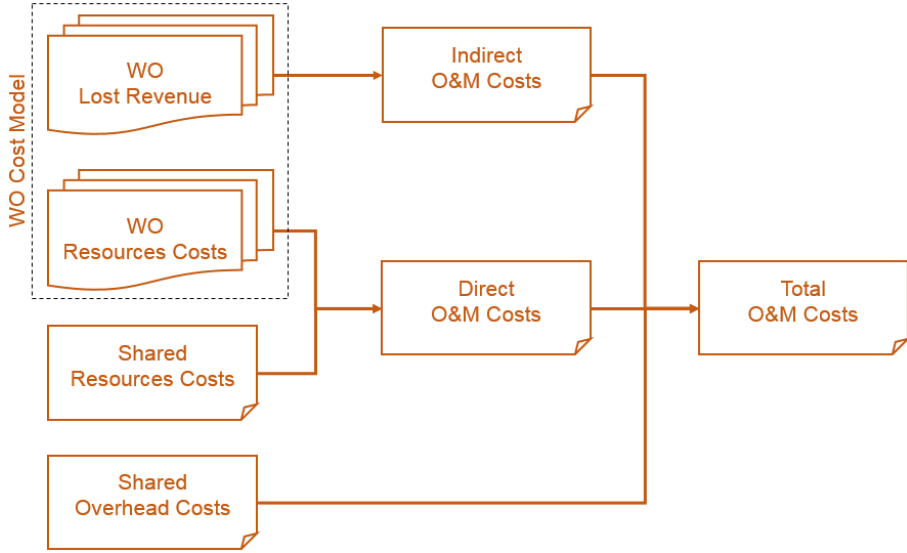 WO Cost Model
WO
Lost Revenue
Indirect
O&M Costs
WO
Resources Costs
Direct
O&M Costs
Total
O&M Costs
Shared
Resources Costs
Shared
Overhead Costs